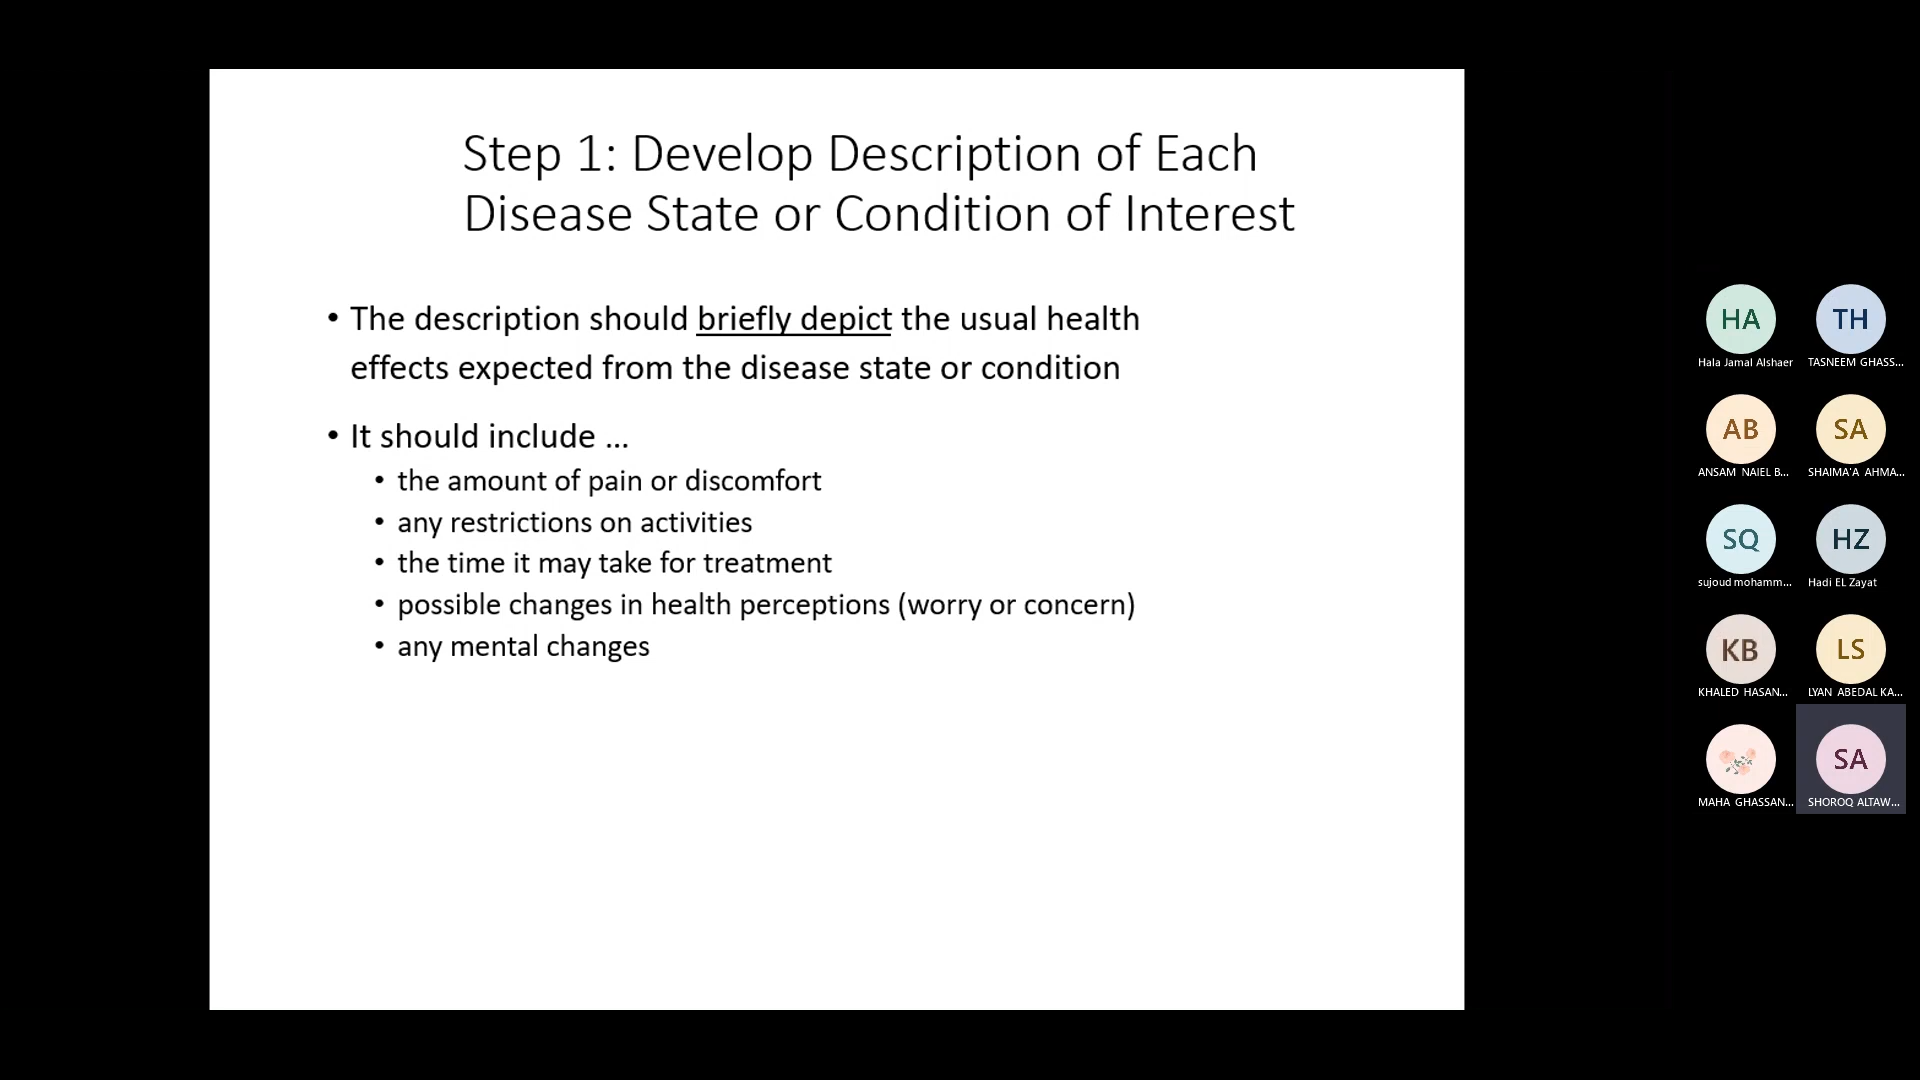 Step 1: Develop Description of Each
Disease State or Condition of Interest
• The description should briefly depict the usual health
effects expected from the disease state or condition
• It should include ...
• the amount of pain or discomfort
• any restrictions on activities
• the time it may take for treatment
• possible changes in health perceptions (worry or concern)
• any mental changes
HA
Hala Jamal Alshaer
TH
TASNEEM GHASS...
AB
ANSAM NAIEL B...
SA
SHAIMA'A AHMA...
SQ
sujoud mohamm...
HZ
Hadi EL Zayat
KB
KHALED HASAN...
LS
LYAN ABEDAL KA...
MAHA GHASSAN...
SA
SHOROQ ALTAW...